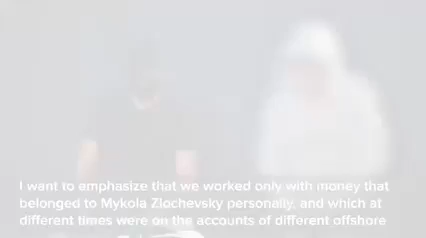 I want to emphasize that we worked only with money that
belonged to Mykola Zlochevsky personally, and which at
different times were on the accounts of different offshore